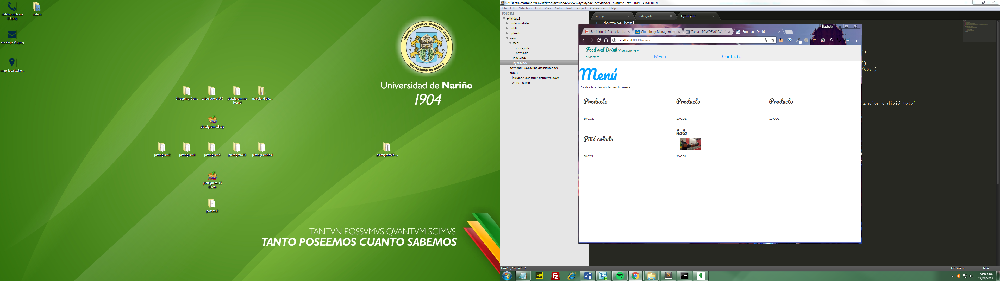 old-handphone
(1).png
videos
envelope (1).png
map-localizatio...
TANTVM POSSVMVS QVANTVM SCIMVS
UNIVERSIDAD DE NARIÑO
Universidad de Nariño
1904
Shopping-Cart...
calculadorasUC
platzigram-no
found
trabajo-diplo...
platzigram-23.zip
platzigram2
platzigram4
platzigram5
platzigram23
platzigramfinal
platzigram26-...
platzigram-15
(1).rar
posscss2
TANTVN POSSVMVS QVANTVM SCIMVS
TANTO POSEEMOS CUANTO SABEMOS
C:\Users\Desarrollo Web\Desktop\actividad2\views\layout.jade (actividad2) - Sublime Text 2 (UNREGISTERED)
File Edit Selection Find View Goto Tools Project Preferences Help
FOLDERS
actividad2
node_modules
public
uploads
views
menu
index.jade
new.jade
index.jade
layout.jade
actividad2-Javascript-definitivo.docx
app.js
~$tividad2-Javascript-definitivo.docx
~WRL0106.tmp
app.js
index.jade
layout.jade
1 doctype html
')
')
/css')
convive y diviértete]
Elizabeth
Recibidos (151) - eliztob
Cloudinary Management
Tarea - PCWDEV01CV - P
¡Food and Drink!
localhost:8080/menu
Food and Drink Vive, convive y
diviértete
Menú
Contacto
Menú
Productos de calidad en tu mesa
Producto
Producto
Producto
10 COL
10 COL
10 COL
Piñá colada
hola
50 COL
20 COL
Line 15, Column 34
Tab Size: 4
Jade
ES
09:56 a.m.
22/08/2017